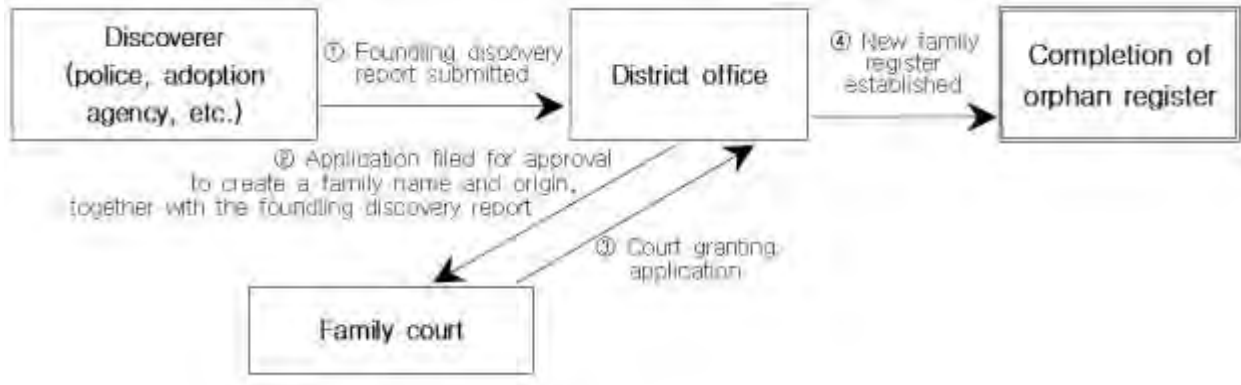 Discoverer
(police, adoption
agency, etc.)
① Foundling discovery
report submitted
District office
④ New family
register
established
Completion of
orphan register
② Application filed for approval
to create a family name and origin,
together with the foundling discovery report
③ Court granting
application
Family court